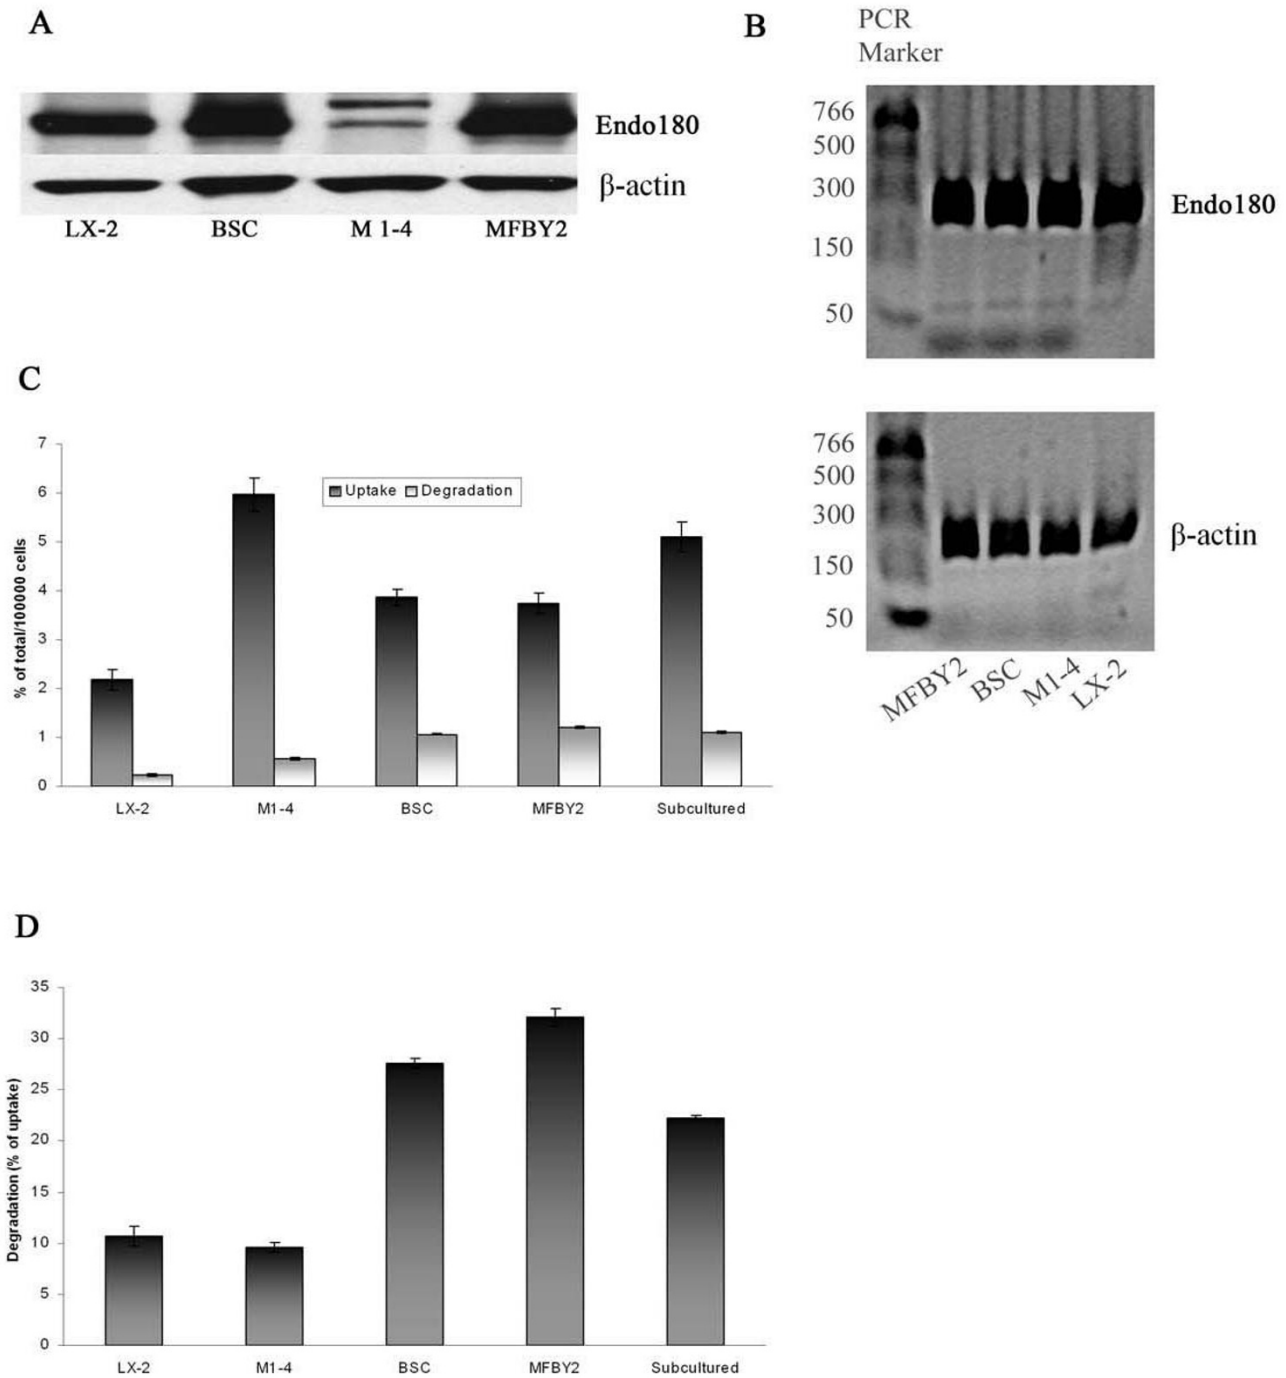 A
Endo180
β-actin
LX-2 BSC M 1-4 MFBY2
B
PCR
Marker
766
500
300
150
50
Endo180
766
500
300
150
50
β-actin
MFBY2 BSC M1-4 LX-2
C
% of total/100000 cells
7
6
5
4
3
2
1
0
Uptake Degradation
LX-2 M1-4 BSC MFBY2 Subcultured
D
Degradation (% of uptake)
35
30
25
20
15
10
5
0
LX-2 M1-4 BSC MFBY2 Subcultured